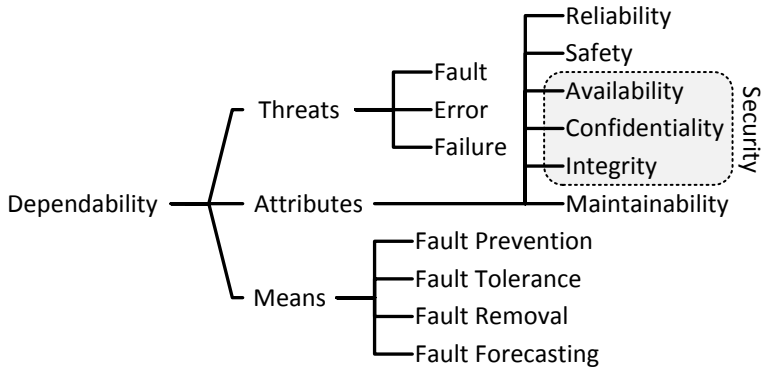 Dependability
Threats
Fault
Error
Failure
Attributes
Reliability
Safety
Availability
Confidentiality
Integrity
Maintainability
Security
Means
Fault Prevention
Fault Tolerance
Fault Removal
Fault Forecasting